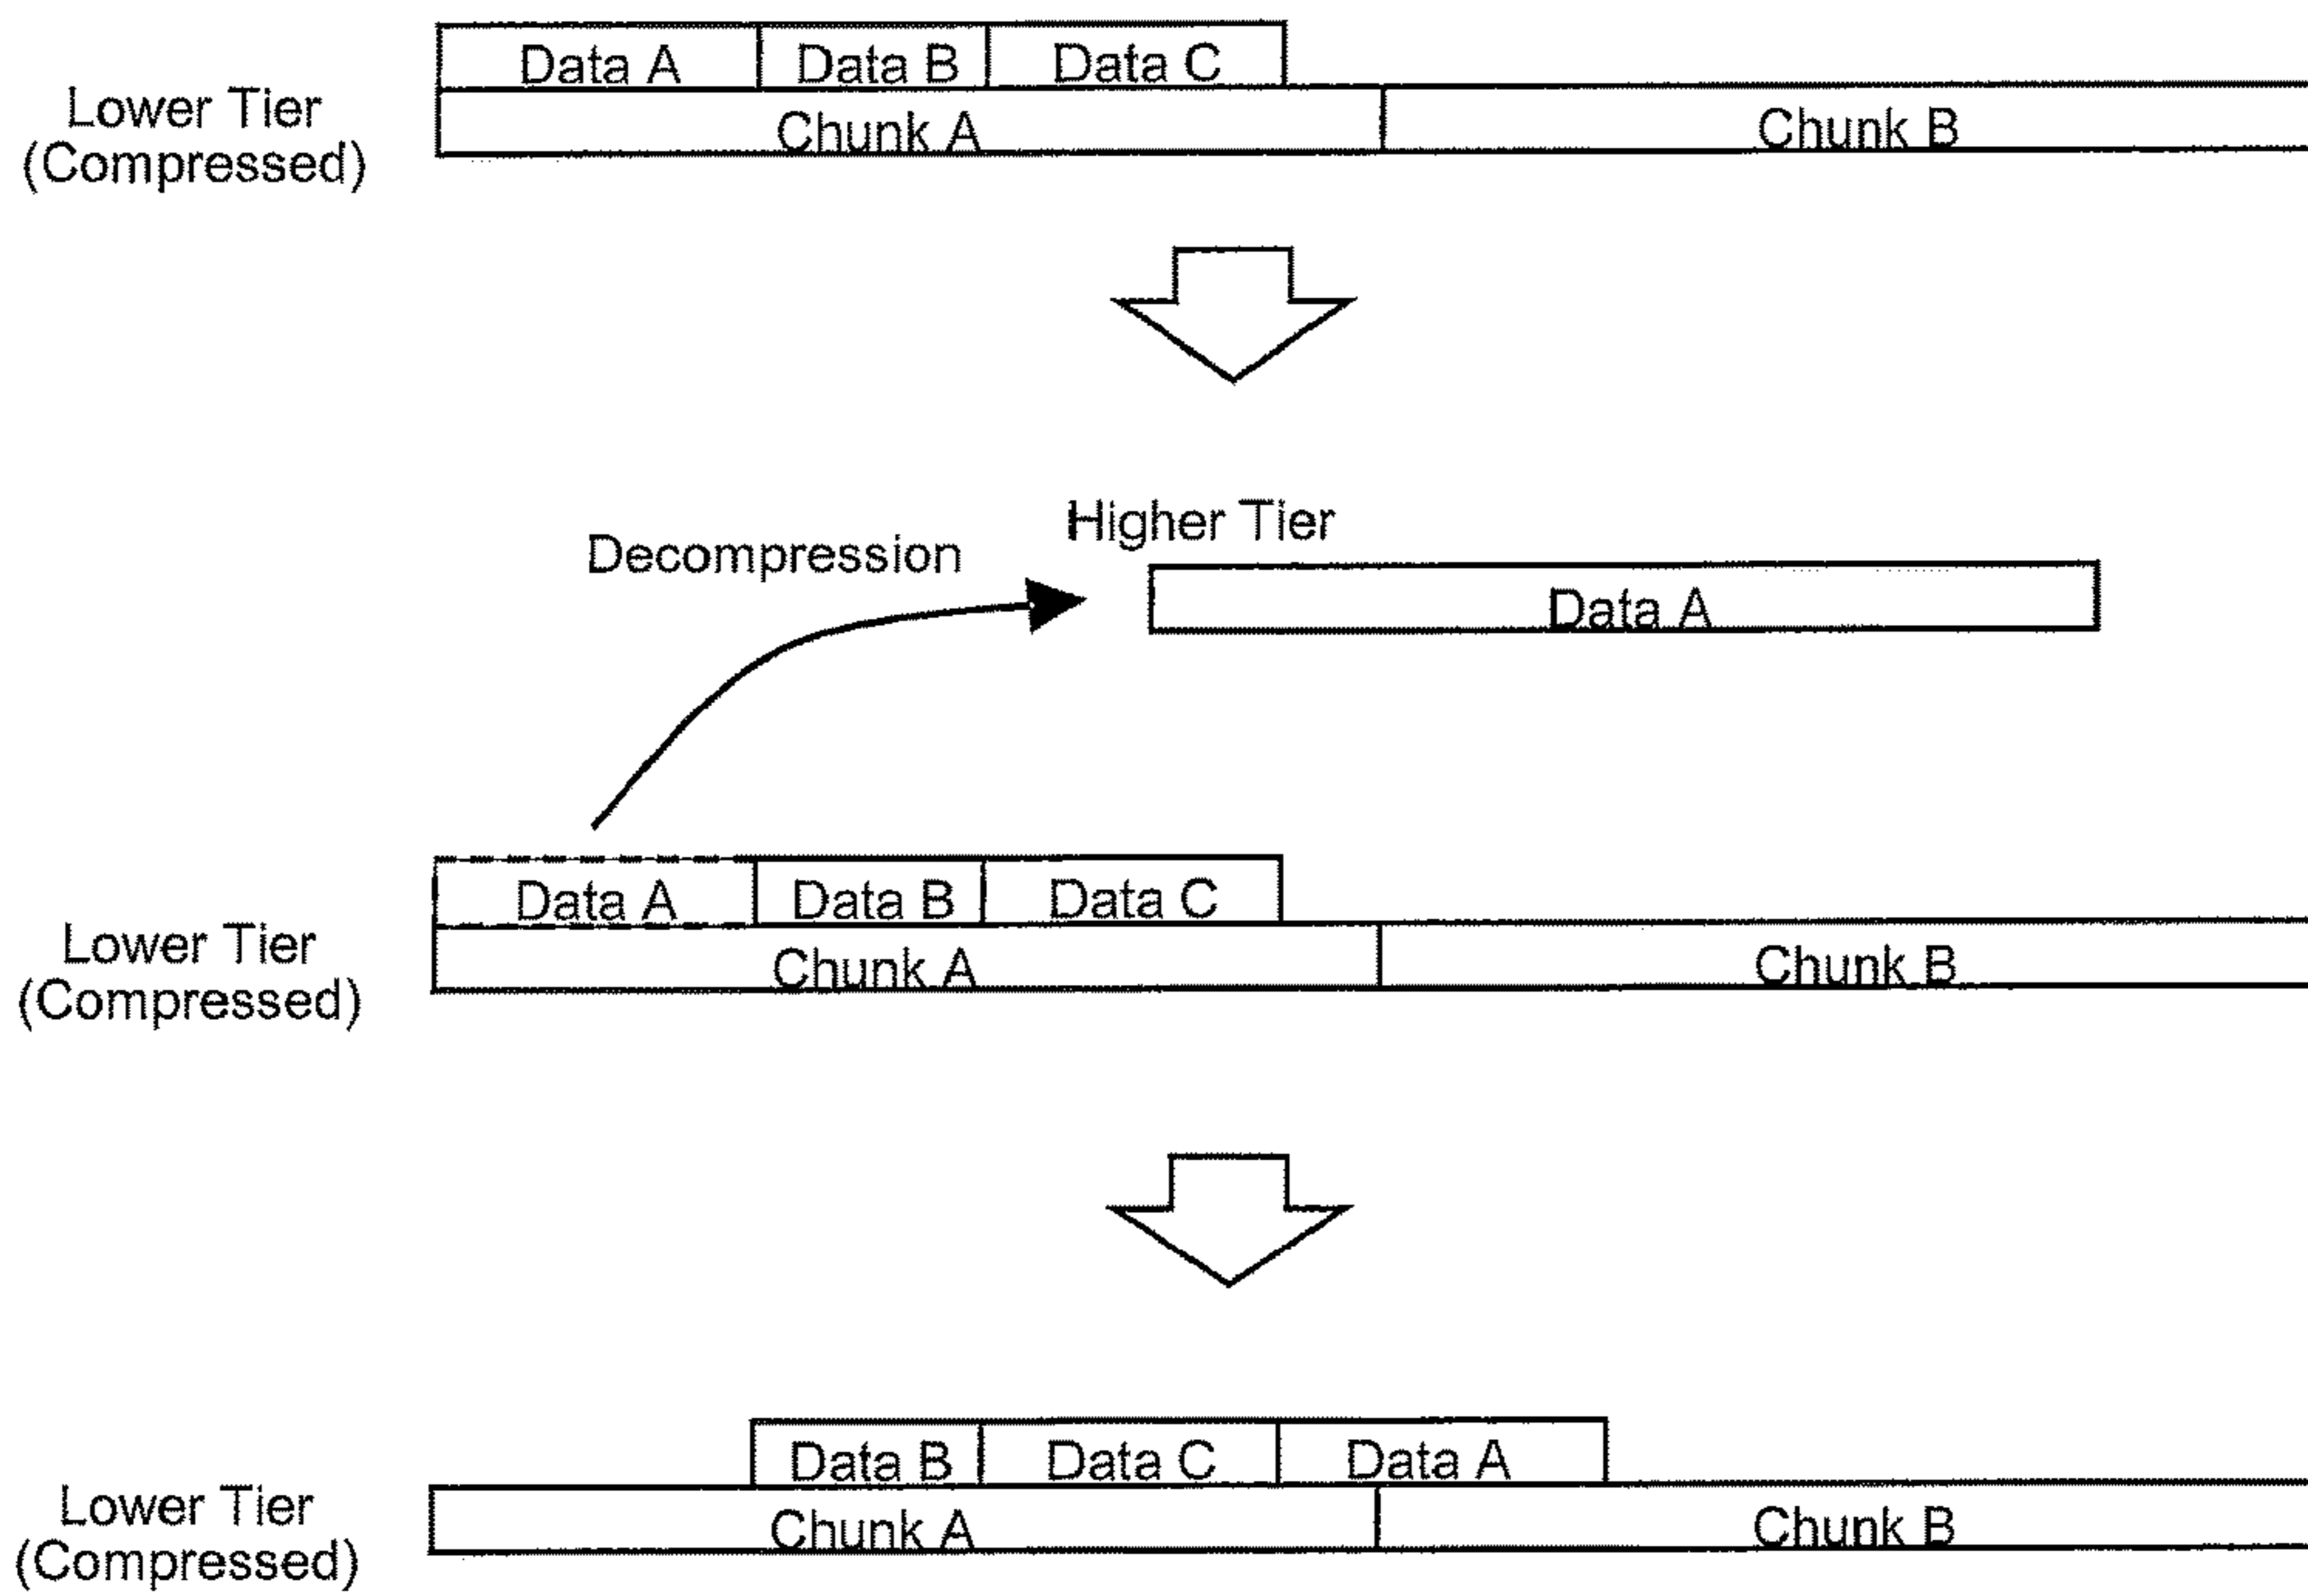 Data A Data B Data C
Lower Tier
(Compressed)
Chunk A Chunk B
Higher Tier
Decompression
Data A
Data A Data B Data C
Lower Tier
(Compressed)
Chunk A Chunk B
Data B Data C Data A
Lower Tier
(Compressed)
Chunk A Chunk B